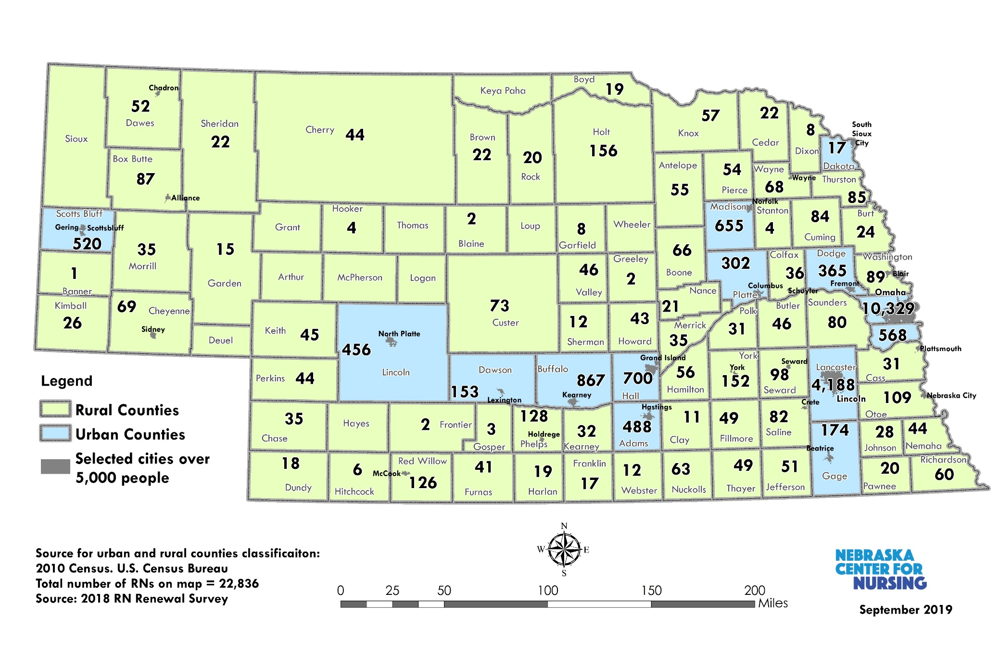 Boyd
19
Keya Paha
Chadron
52
Dawes
Sioux
Sheridan
22
Cherry 44
Brown
22
20
Rock
Holt
156
57
Knox
22
Cedar
8
Dixon
South
Sioux
City
17
Dakota
Box Butte
87
Alliance
Antelope
55
54
Pierce
Wayne
68
Wayne
Thurston
85
Scotts Bluff
Gering Scottsbluff
520
35
Morrill
15
Garden
Grant
Hooker
4
Thomas
2
Blaine
Loup
8
Garfield
Wheeler
Madison
655
Norfolk
Stanton
4
84
Cuming
Burt
24
1
Banner
Arthur
McPherson
Logan
46
Valley
Greeley
2
66
Boone
302
Columbus
Platte
Colfax
36
Schuyler
Dodge
365
Fremont
Washington
89 Blair
Kimball
26
69 Cheyenne
Sidney
Deuel
Keith 45
North Platte
456
Lincoln
73
Custer
12
Sherman
43
Howard
Nance
21
Merrick
35
Polk
31
Butler
46
Saunders
80
Omaha
10,329
568
Plattsmouth
Perkins 44
Dawson
153
Lexington
Buffalo
867
Kearney
Grand Island
700
Hall
56
Hamilton
York
York
152
Seward
98
Seward
Lancaster
4,188
Lincoln
31
Cass
109
Otoe
Nebraska City
35
Chase
Hayes
2 Frontier
3
Gosper
128
Holdrege
Phelps
32
Kearney
Hastings
488
Adams
11
Clay
49
Fillmore
Crete
82
Saline
174
Beatrice
Gage
28
Johnson
44
Nemaha
18
Dundy
6
Hitchcock
Red Willow
McCook
126
41
Furnas
19
Harlan
Franklin
17
12
Webster
63
Nuckolls
49
Thayer
51
Jefferson
20
Pawnee
Richardson
60
Legend
Rural Counties
Urban Counties
Selected cities over
5,000 people
N
W E
S
Source for urban and rural counties classificaiton:
2010 Census. U.S. Census Bureau
Total number of RNs on map = 22,836
Source: 2018 RN Renewal Survey
0 25 50 100 150 200
Miles
NEBRASKA
CENTER FOR
NURSING
September 2019